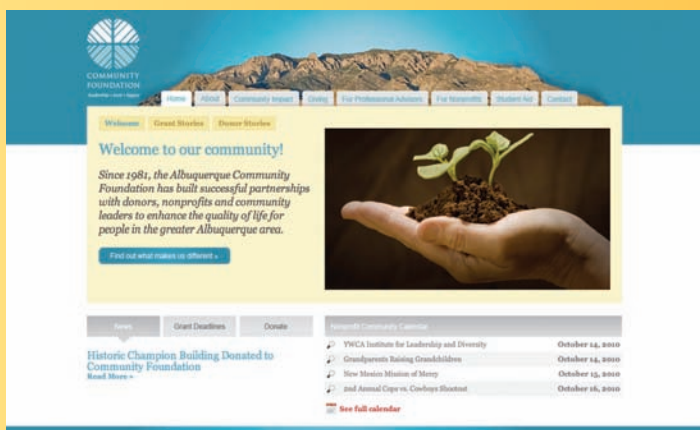 COMMUNITY
FOUNDATION
Home About Community Impact Giving For Professional Advisors For Nonprofits Student Aid Contact
Welcome Grant Stories Donor Stories
Welcome to our community!
Since 1981, the Albuquerque Community
Foundation has built successful partnerships
with donors, nonprofits and community
leaders to enhance the quality of life for
people in the greater Albuquerque area.
Find out what makes us different »
News Grant Deadlines Donate
Historic Champion Building Donated to
Community Foundation
Read More »
Nonprofit Community Calendar
YWCA Institute for Leadership and Diversity October 14, 2010
Grandparents Raising Grandchildren October 14, 2010
New Mexico Mission of Mercy October 15, 2010
2nd Annual Cops vs. Cowboys Shootout October 16, 2010
See full calendar